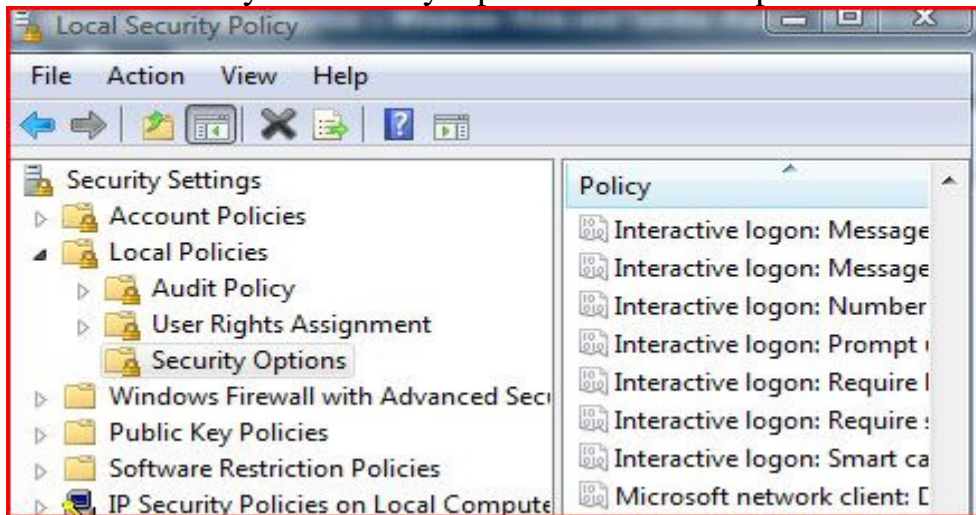 Local Security Policy
File Action View Help
Security Settings
Account Policies
Local Policies
Audit Policy
User Rights Assignment
Security Options
Windows Firewall with Advanced Secu
Public Key Policies
Software Restriction Policies
IP Security Policies on Local Compute
Policy
Interactive logon: Message
Interactive logon: Message
Interactive logon: Number
Interactive logon: Prompt
Interactive logon: Require
Interactive logon: Require
Interactive logon: Smart ca
Microsoft network client: D